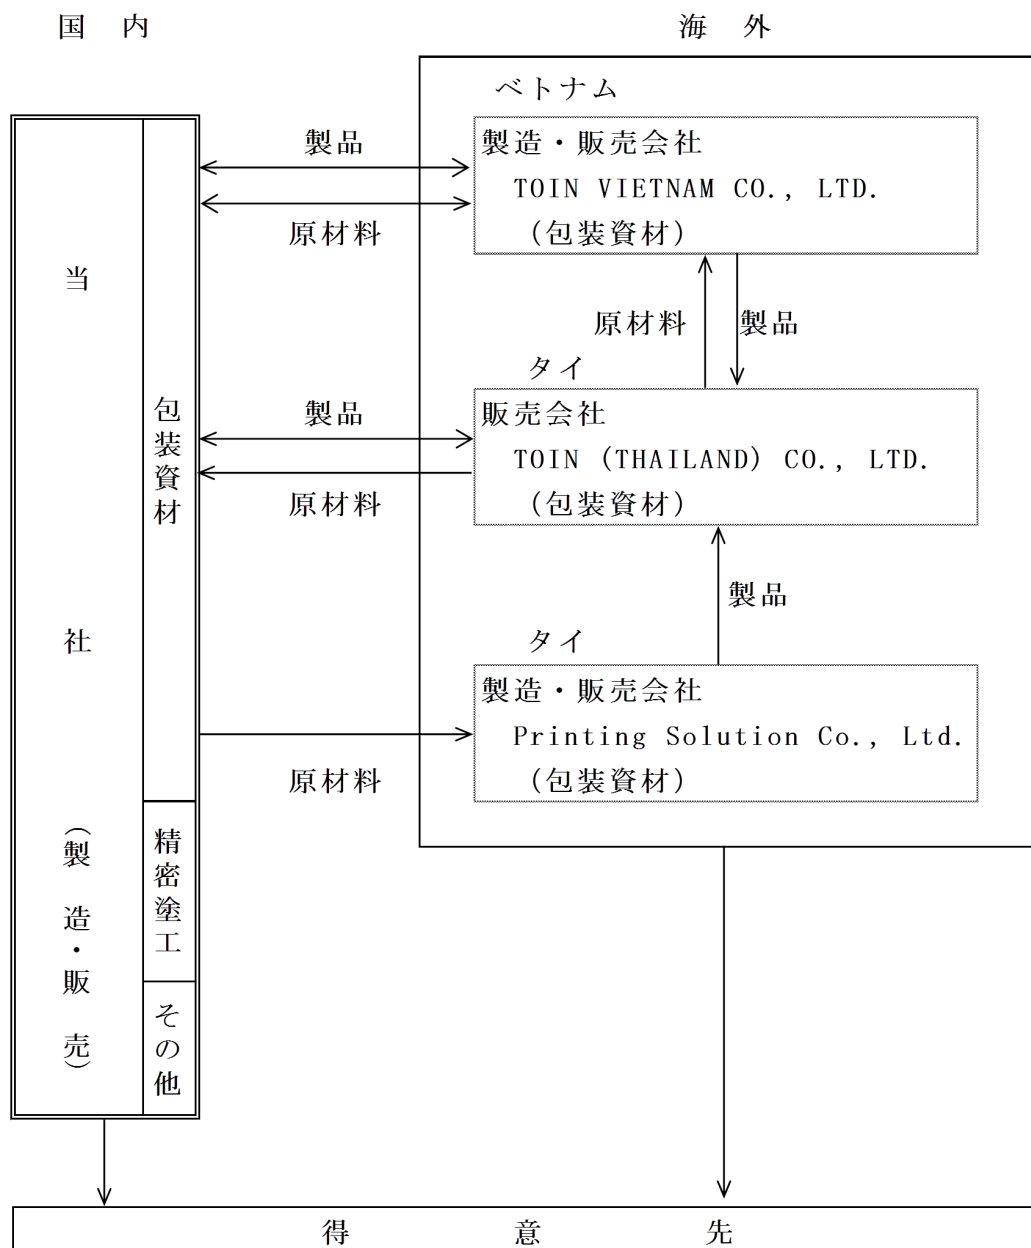 国内
海外
ベトナム
製造・販売会社
TOIN VIETNAM CO., LTD.
(包装資材)
製品
原材料
原材料
製品
タイ
販売会社
TOIN (THAILAND) CO., LTD.
(包装資材)
製品
原材料
製品
タイ
製造・販売会社
Printing Solution Co., Ltd.
(包装資材)
原材料
当社
(製造・販売)
包装資材
精密塗工
その他
得意先